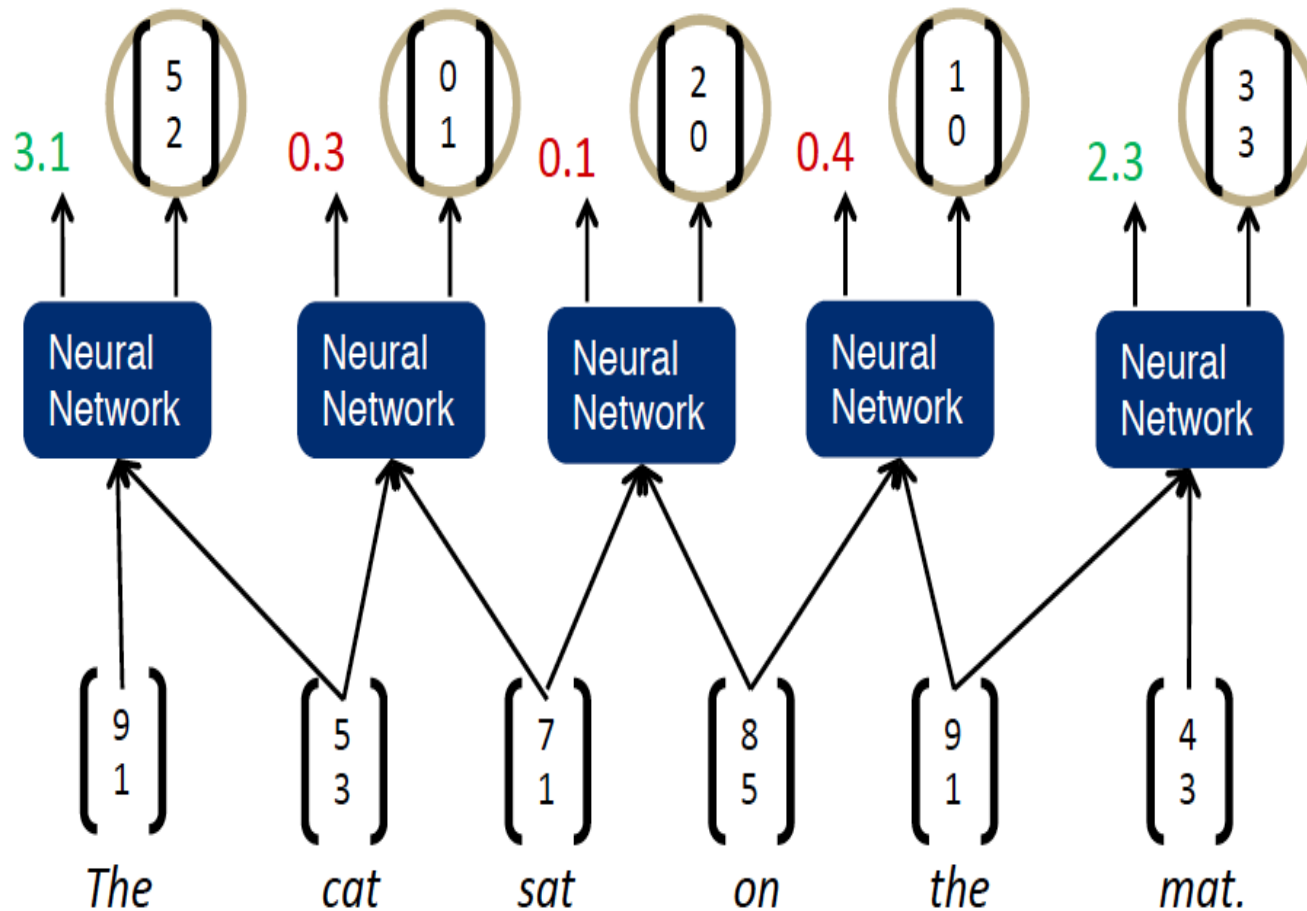 5 0 2 1 3
2 1 0 0 3
3.1 0.3 0.1 0.4 2.3
Neural Neural Neural Neural Neural
Network Network Network Network Network
9 5 7 8 9 4
1 3 1 5 1 3
The cat sat on the mat.